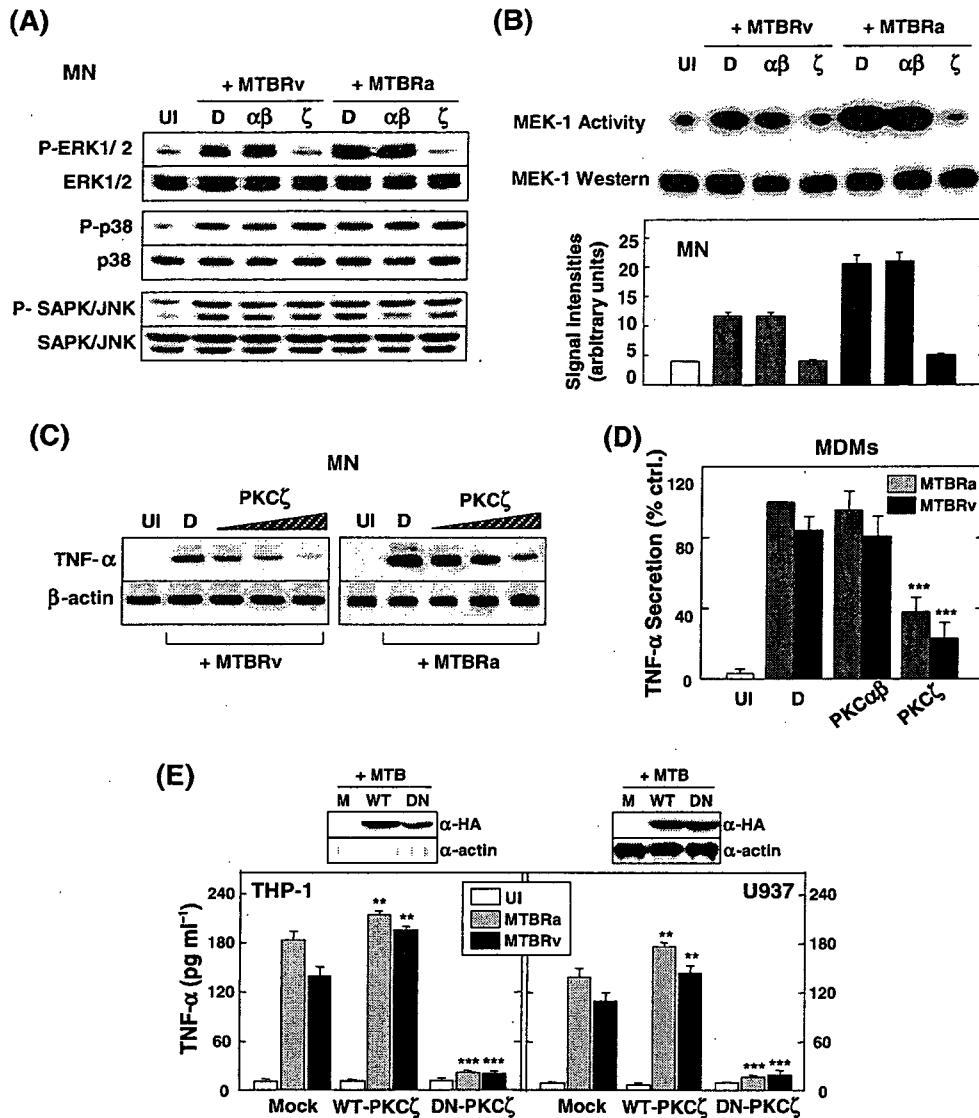 (A)
MN
+ MTBRv + MTBRa
UI D αβ ζ D αβ ζ
P-ERK1/ 2
ERK1/2
P-p38
p38
P- SAPK/JNK
SAPK/JNK
(B)
+ MTBRv + MTBRa
UI D αβ ζ D αβ ζ
MEK-1 Activity
MEK-1 Western
MN
Signal intensities
(arbitrary units)
25
20
15
10
5
0
(C)
MN
PKCζ PKCζ
UI D UI D
TNF-α
β-actin
+ MTBRv + MTBRa
(D)
MDMs
TNF-α Secretion (% ctrl.)
120
80
40
0
MTBRa
MTBRv
*** ***
UI D PKCαβ PKCζ
(E)
+ MTB + MTB
M WT DN M WT DN
α-HA α-HA
α-actin α-actin
THP-1 U937
UI
MTBRa
MTBRv
TNF-α (pg ml⁻¹)
240 240
180 180
120 120
60 60
0 0
** ** *** *** ** ** *** ***
Mock WT-PKCζ DN-PKCζ Mock WT-PKCζ DN-PKCζ